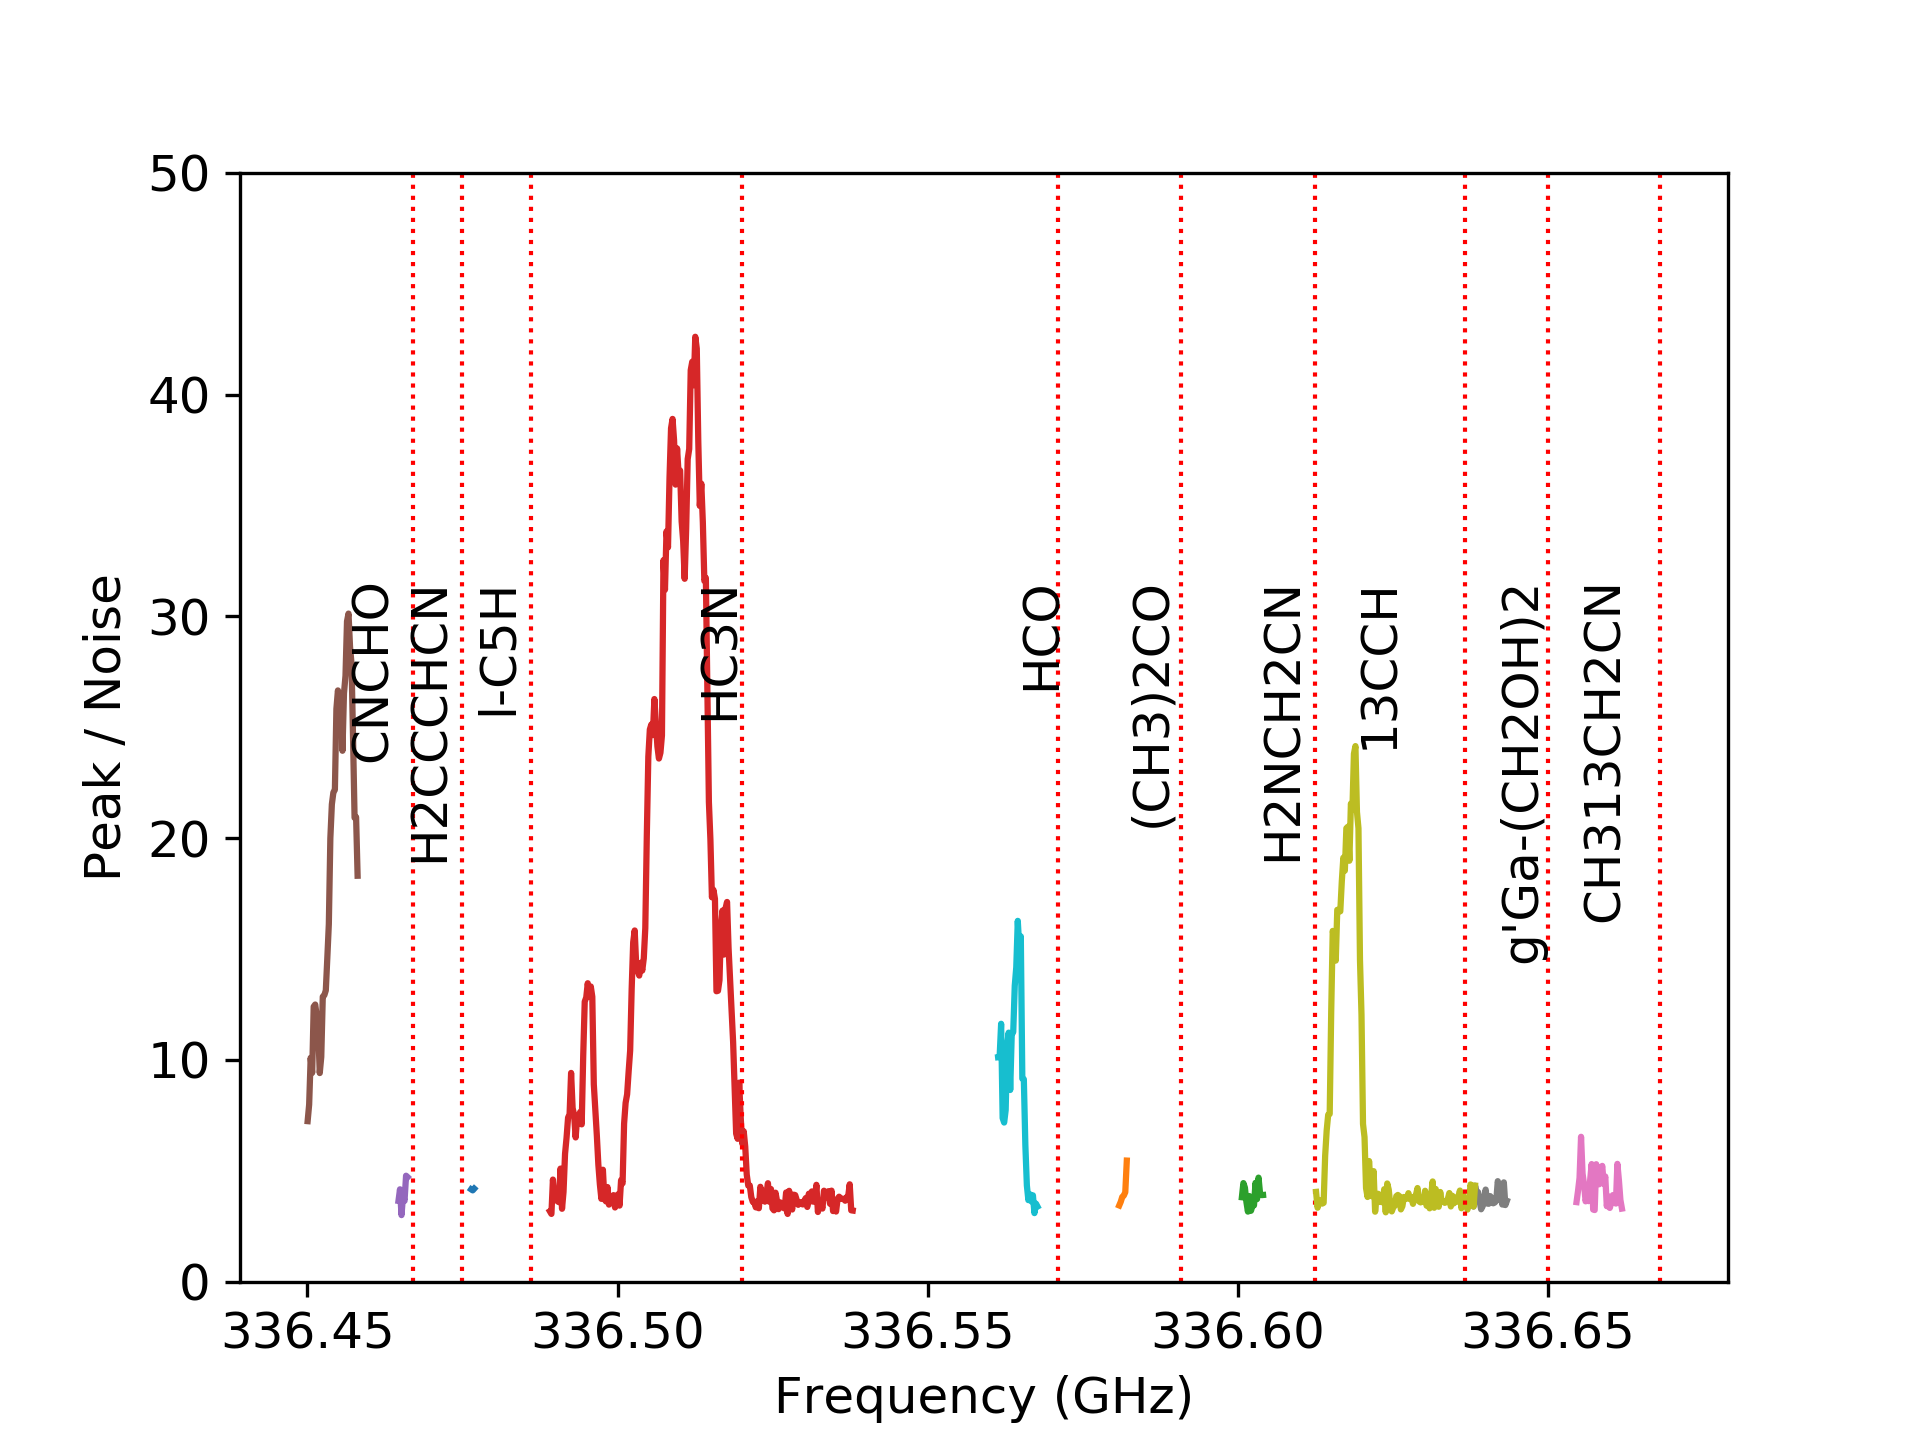 50
40
30
20
10
0
Peak / Noise
CNCHO
H2CCCHCN
l-C5H
HC3N
HCO
(CH3)2CO
H2NCH2CN
13CCH
g'Ga-(CH2OH)2
CH313CH2CN
336.45
336.50
336.55
336.60
336.65
Frequency (GHz)